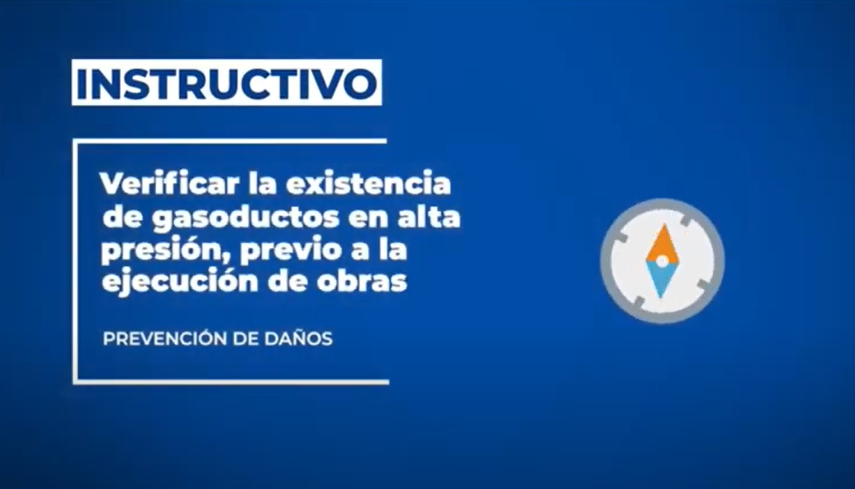 INSTRUCTIVO
Verificar la existencia
de gasoductos en alta
presión, previo a la
ejecución de obras
PREVENCIÓN DE DAÑOS